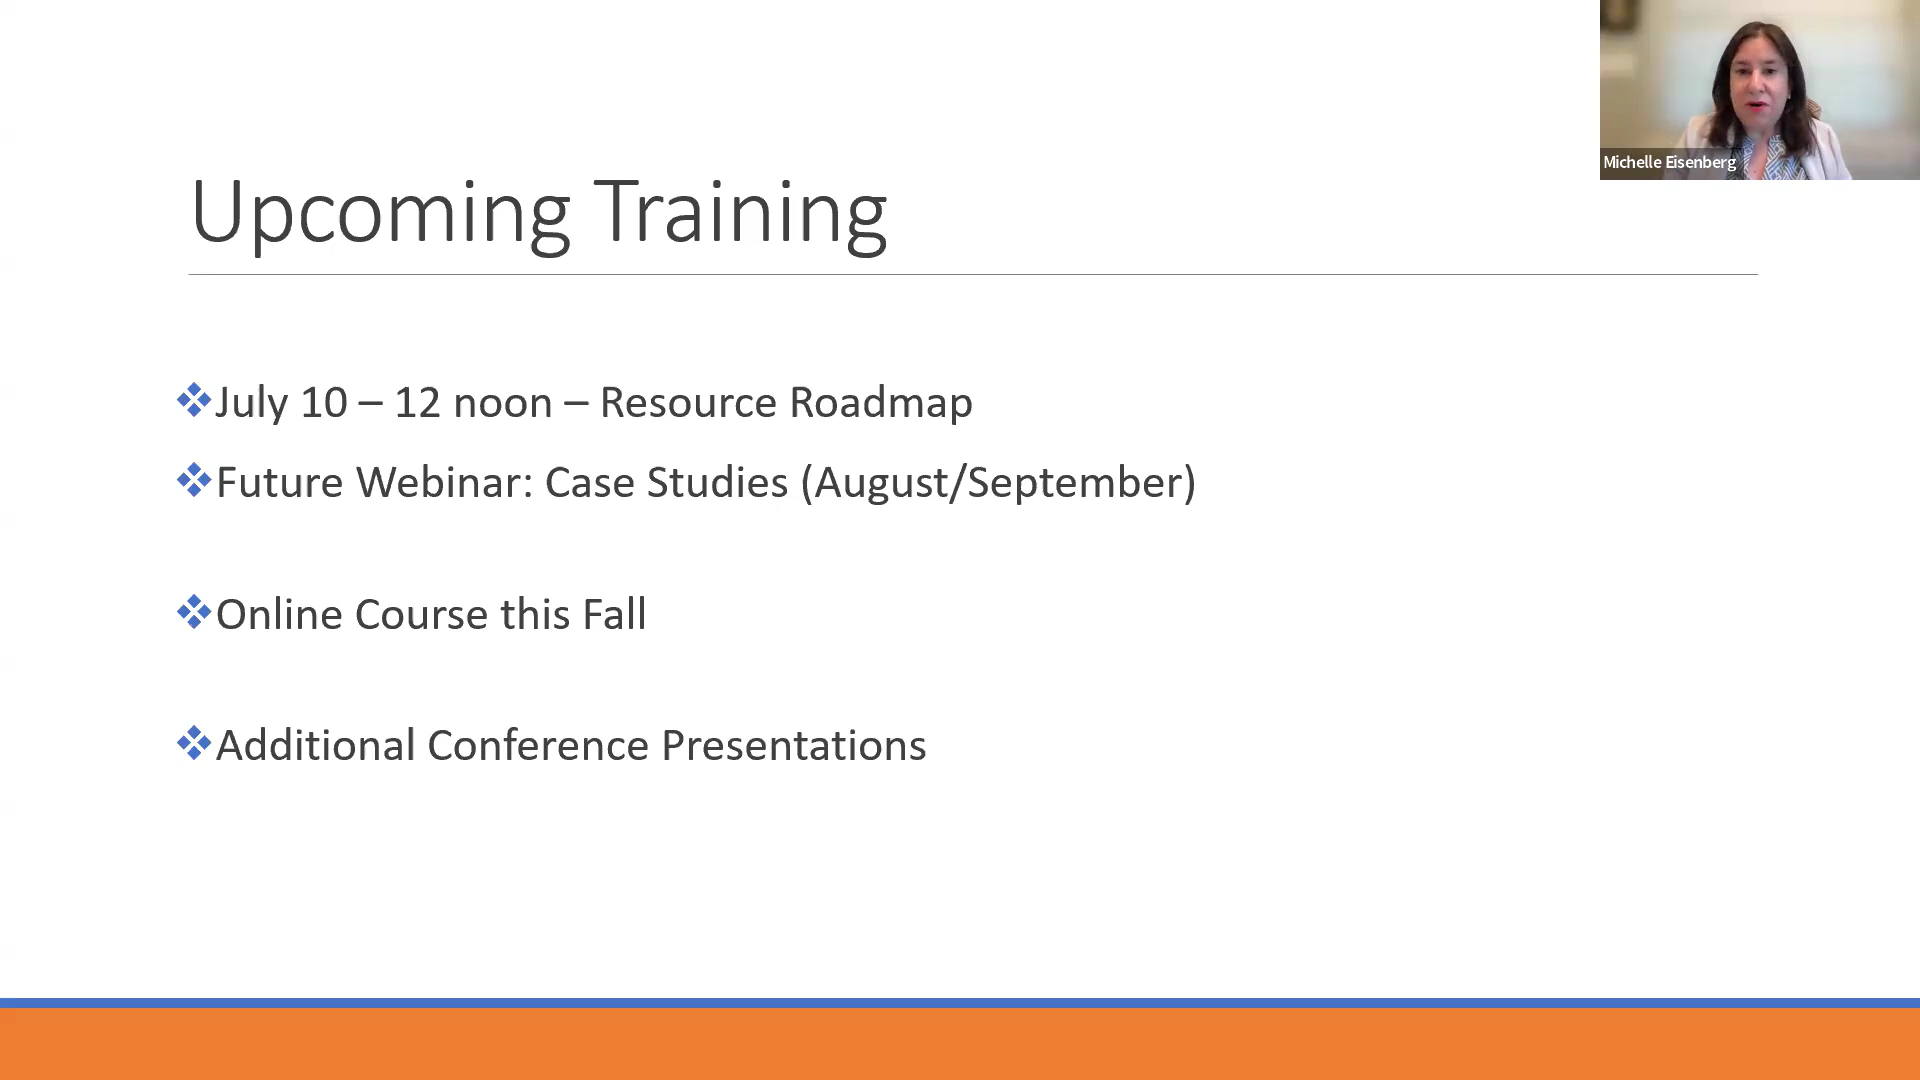 Michelle Eisenberg
Upcoming Training
July 10 – 12 noon – Resource Roadmap
Future Webinar: Case Studies (August/September)
Online Course this Fall
Additional Conference Presentations